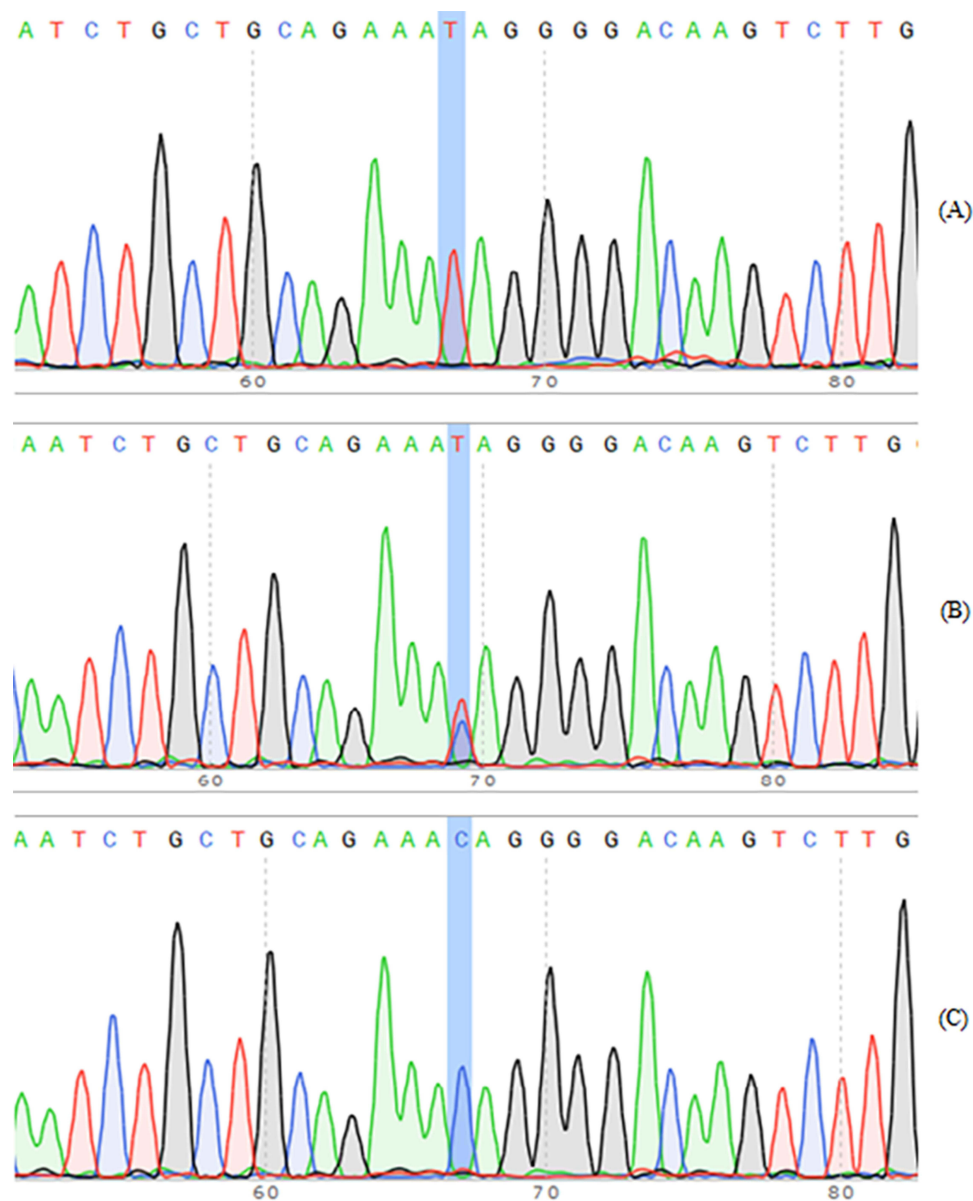 A T C T G C T G C A G A A A T A G G G G A C A A G T C T T G
(A)
60 70 80
A A T C T G C T G C A G A A A T A G G G G A C A A G T C T T G
(B)
60 70 80
A A T C T G C T G C A G A A A C A G G G G A C A A G T C T T G
(C)
60 70 80